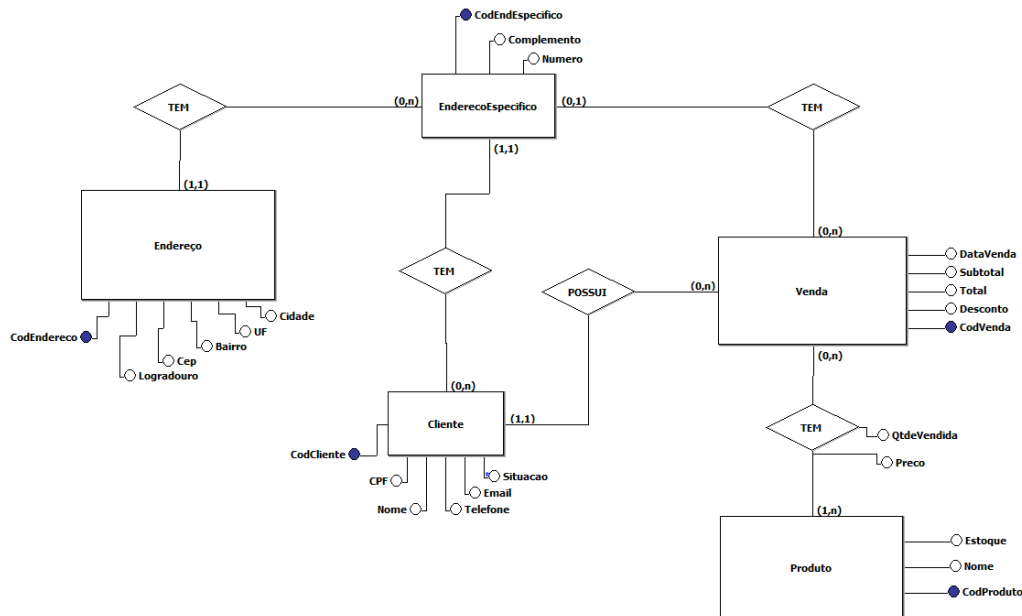 CodEndEspecifico
Complemento
Numero
TEM
(0,n)
EnderecoEspecifico
(0,1)
TEM
(1,1)
(1,1)
Endereço
(0,n)
TEM
POSSUI
(0,n)
Venda
DataVenda
Subtotal
Total
Desconto
CodVenda
Cidade
UF
CodEndereco
Bairro
Cep
Logradouro
(0,n)
(0,n)
Cliente
(1,1)
TEM
QtdeVendida
CodCliente
Preco
CPF
Situacao
Email
Nome
Telefone
(1,n)
Produto
Estoque
Nome
CodProduto